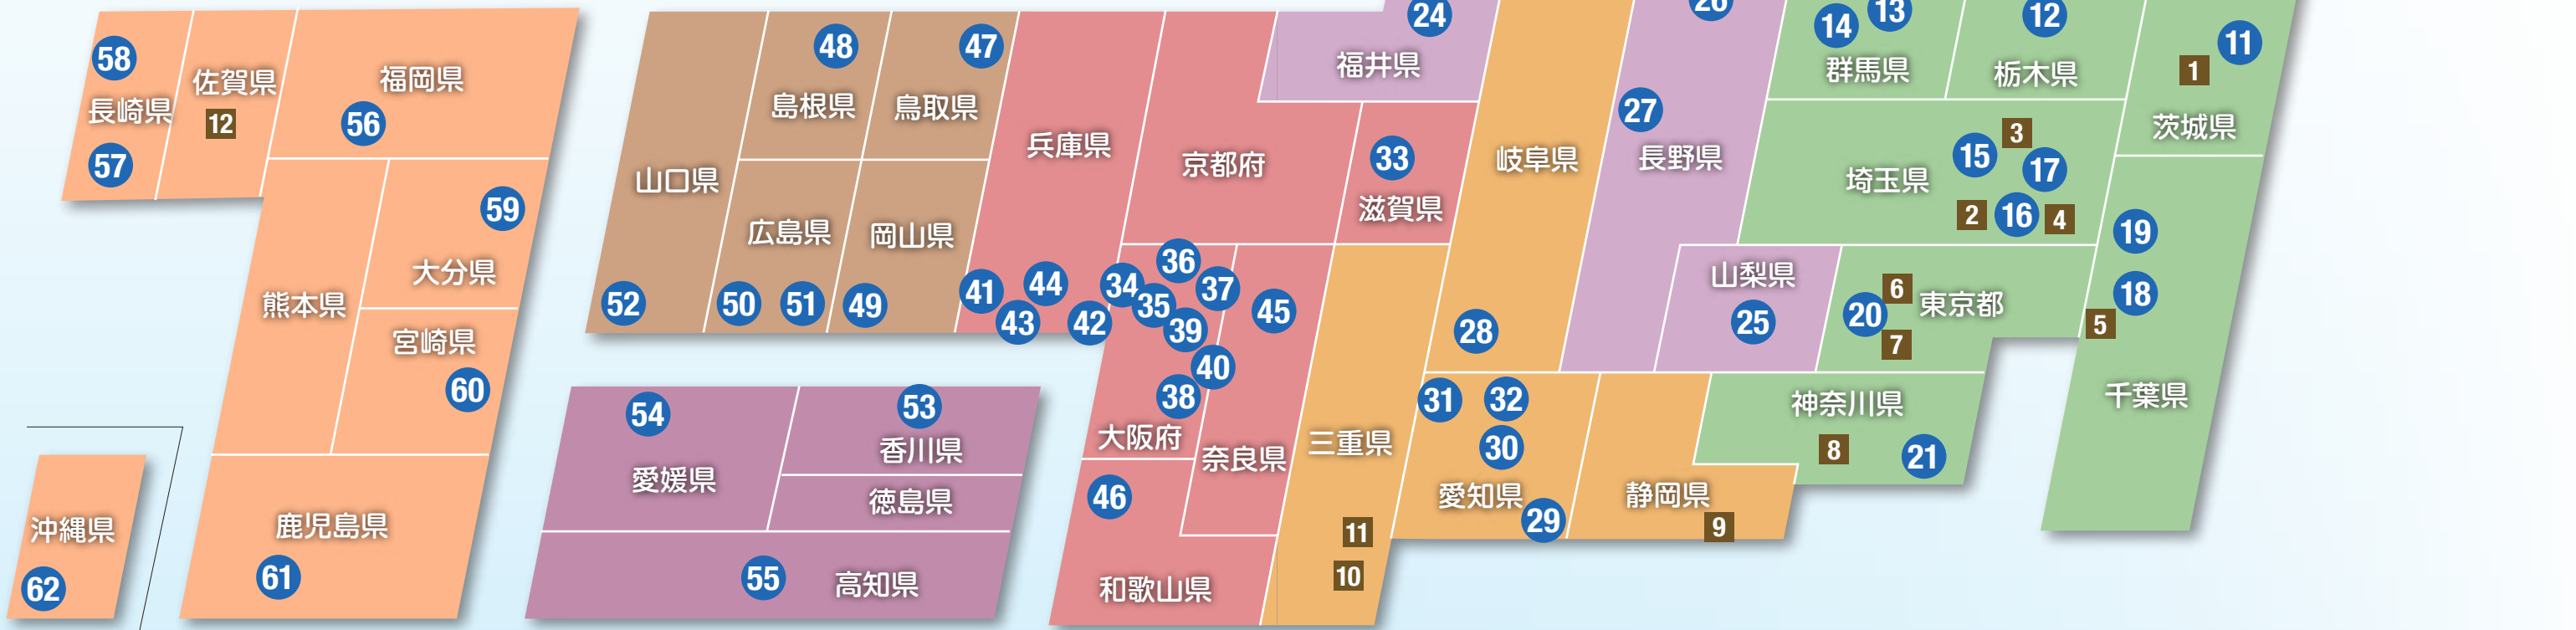 58
長崎県
57
佐賀県
12
福岡県
56
59
大分県
熊本県
宮崎県
60
鹿児島県
61
沖縄県
62
48
島根県
47
鳥取県
山口県
52
広島県
50
51
岡山県
49
兵庫県
41
43
44
42
京都府
24
福井県
33
滋賀県
36
34
35
37
39
40
38
大阪府
45
奈良県
46
和歌山県
54
愛媛県
53
香川県
徳島県
55
高知県
三重県
11
10
岐阜県
28
31
32
30
愛知県
29
静岡県
9
26
27
長野県
山梨県
25
14
13
群馬県
12
栃木県
11
1
茨城県
3
15
17
埼玉県
2
16
4
6
20
東京都
7
神奈川県
8
21
19
18
5
千葉県